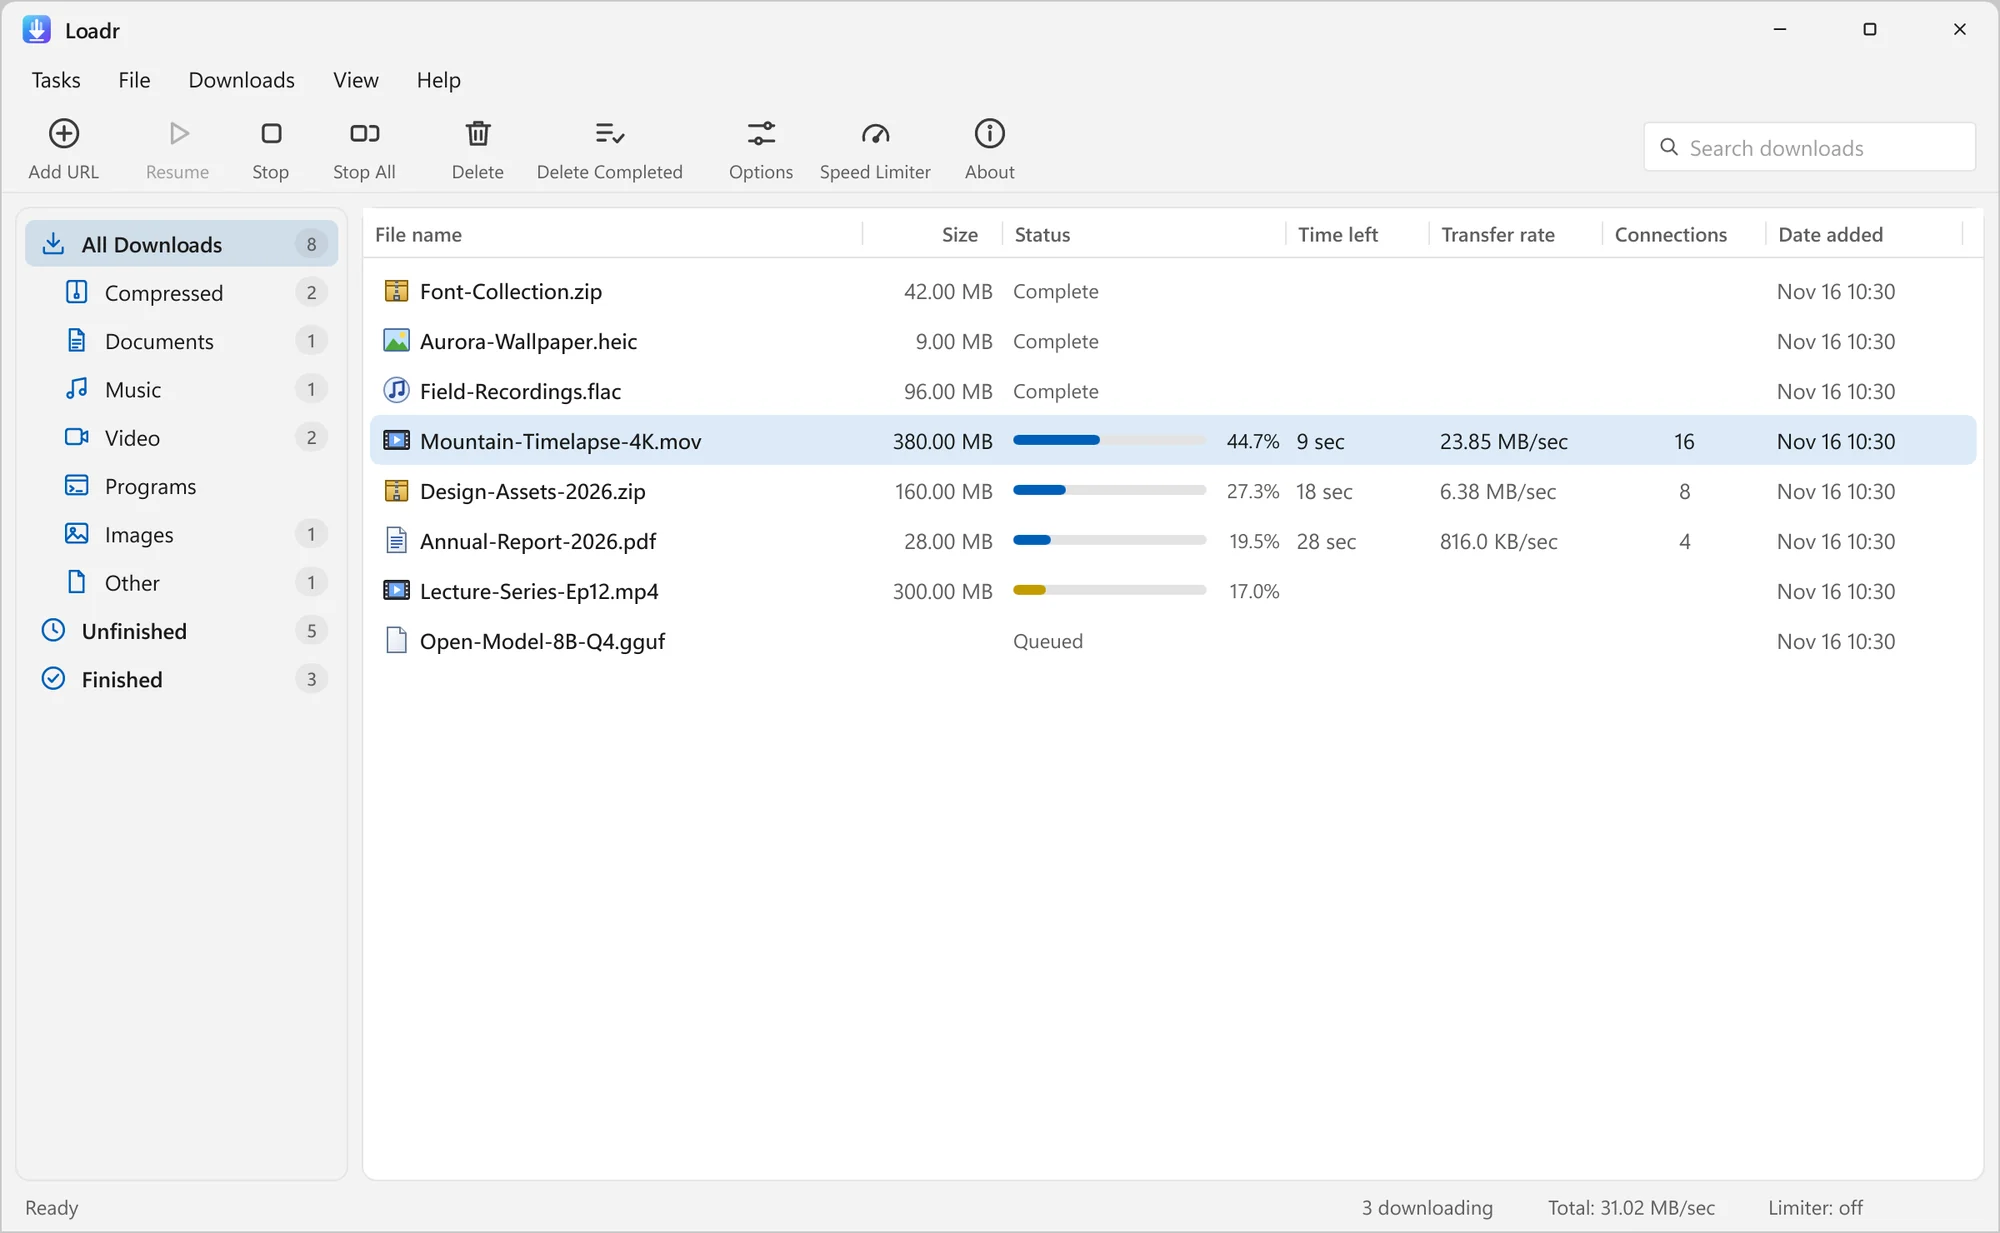 Loadr
Tasks File Downloads View Help
Add URL Resume Stop Stop All Delete Delete Completed Options Speed Limiter About Search downloads
All Downloads 8
Compressed 2
Documents 1
Music 1
Video 2
Programs
Images 1
Other 1
Unfinished 5
Finished 3
File name Size Status Time left Transfer rate Connections Date added
Font-Collection.zip 42.00 MB Complete Nov 16 10:30
Aurora-Wallpaper.heic 9.00 MB Complete Nov 16 10:30
Field-Recordings.flac 96.00 MB Complete Nov 16 10:30
Mountain-Timelapse-4K.mov 380.00 MB 44.7% 9 sec 23.85 MB/sec 16 Nov 16 10:30
Design-Assets-2026.zip 160.00 MB 27.3% 18 sec 6.38 MB/sec 8 Nov 16 10:30
Annual-Report-2026.pdf 28.00 MB 19.5% 28 sec 816.0 KB/sec 4 Nov 16 10:30
Lecture-Series-Ep12.mp4 300.00 MB 17.0% Nov 16 10:30
Open-Model-8B-Q4.gguf Queued Nov 16 10:30
Ready 3 downloading Total: 31.02 MB/sec Limiter: off